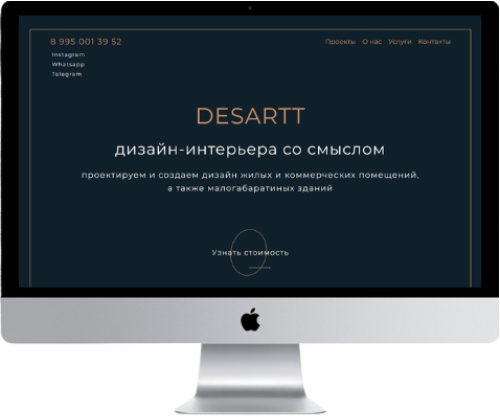 8 995 001 39 52
Проекты О нас Услуги Контакты
Instagram
Whatsapp
Telegram
DESARTT
дизайн-интерьера со смыслом
проектируем и создаем дизайн жилых и коммерческих помещений,
а также малогабаратиных зданий
Узнать стоимость